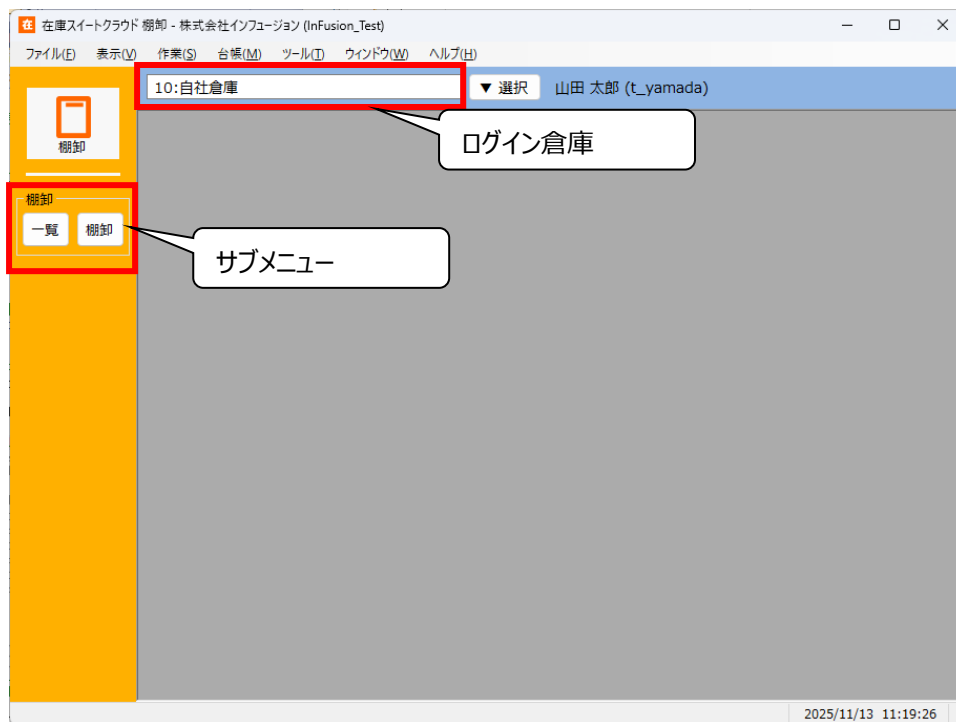 在 在庫スイートクラウド 棚卸 - 株式会社インフュージョン (InFusion_Test)
ファイル(F) 表示(V) 作業(S) 台帳(M) ツール(T) ウィンドウ(W) ヘルプ(H)
10:自社倉庫 ▼ 選択 山田 太郎 (t_yamada)
ログイン倉庫
棚卸
棚卸
一覧 棚卸
サブメニュー
2025/11/13 11:19:26